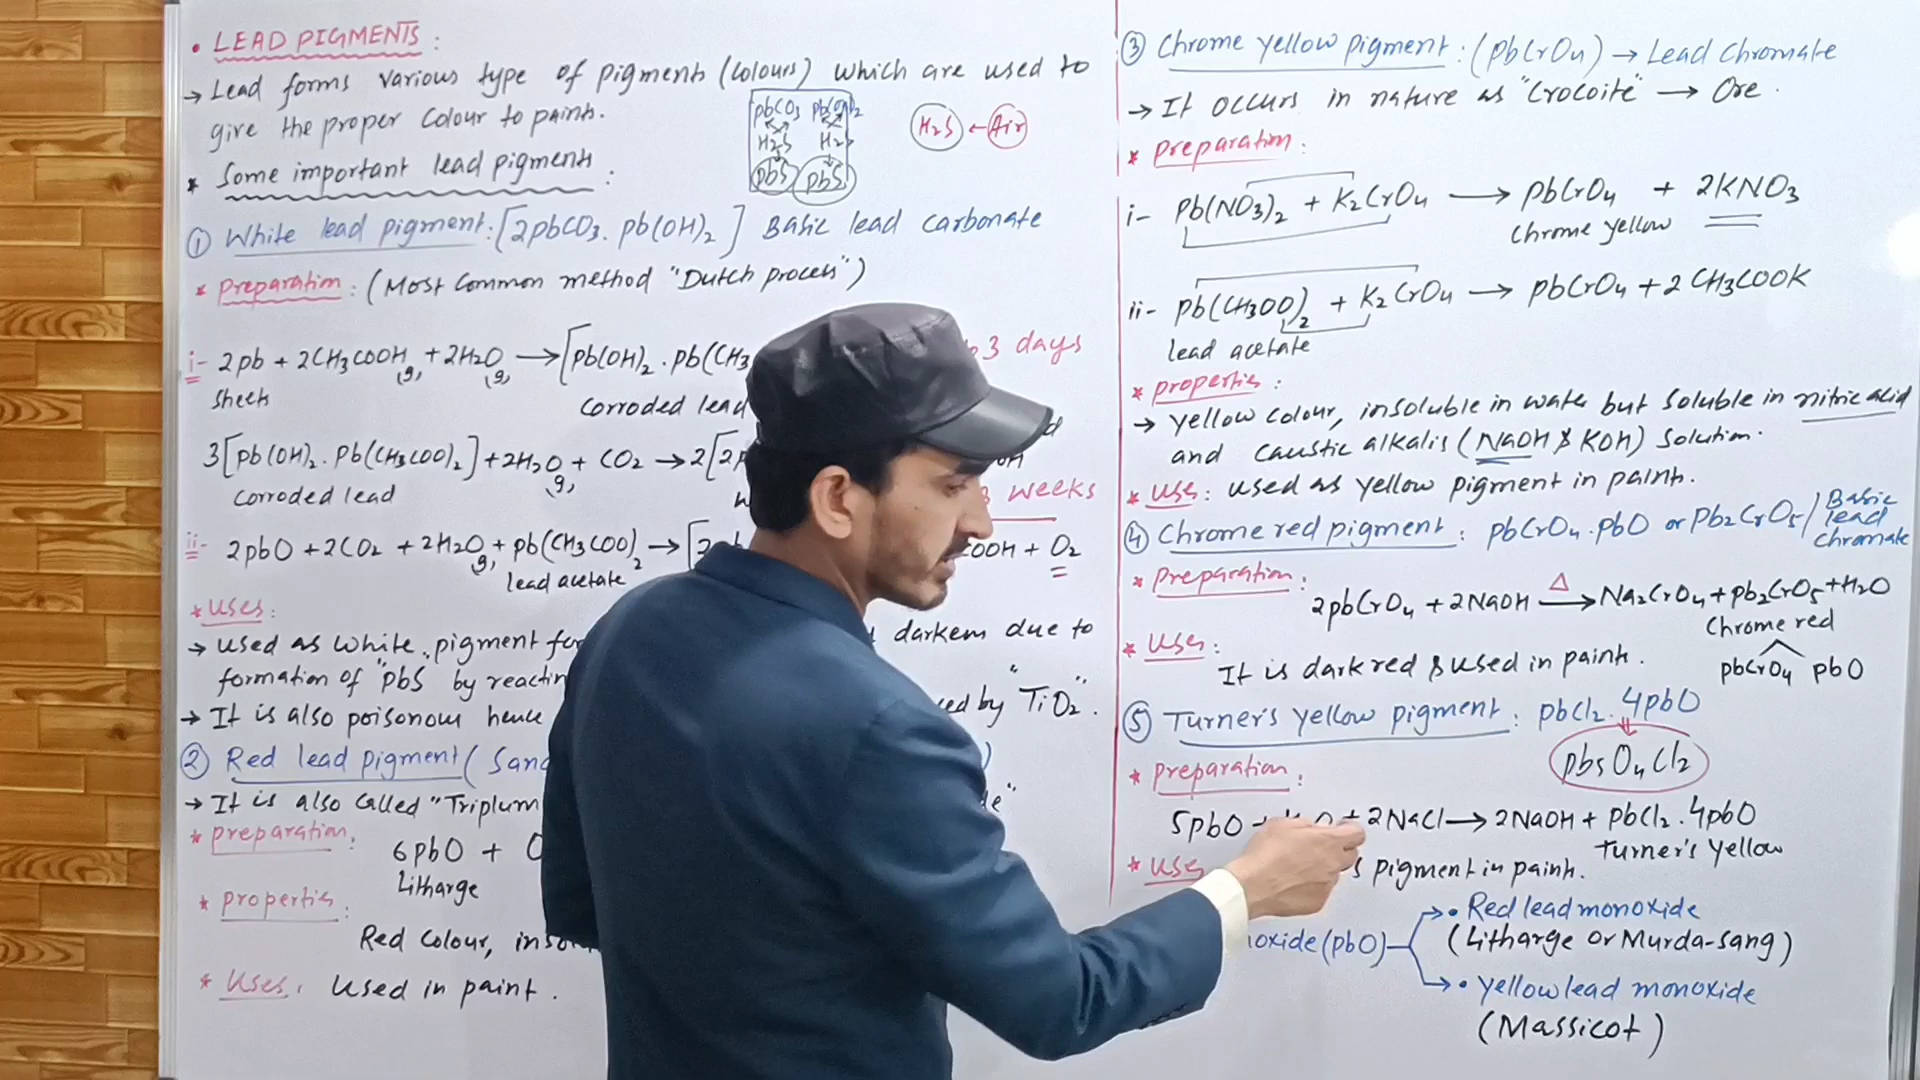 • LEAD PIGMENTS :
→ Lead forms various type of pigments (colours) which are used to
give the proper colour to paints.
PbCO3 Pb(OH)2
H2S H2S
PbS PbS
H2S ← Air
* Some important lead pigments :
① White lead pigment : [2PbCO3 . Pb(OH)2] Basic lead carbonate
* Preparation : (Most Common method "Dutch process")
i- 2Pb + 2CH3COOH(g) + 2H2O(g) → [Pb(OH)2 . Pb(CH3
3 days
Sheets
Corroded lead
3[Pb(OH)2 . Pb(CH3COO)2] + 2H2O(g) + CO2 → 2[2P
Corroded lead
3 weeks
ii- 2PbO + 2CO2 + 2H2O(g) + Pb(CH3COO)2 → [2 COOH + O2
lead acetate
* Uses :
→ Used as White pigment for darkens due to
formation of "PbS" by reactin
→ It is also poisonous hence ced by "TiO2".
② Red lead pigment ( Sand )
→ It is also Called "Triplum de"
* Preparation : 6PbO + O
Litharge
* Properties :
Red Colour, insolu
* Uses : Used in paint .
③ Chrome yellow pigment : (PbCrO4) → Lead Chromate
→ It occurs in nature as "Crocoite" → Ore .
* Preparation :
i- Pb(NO3)2 + K2CrO4 → PbCrO4 + 2KNO3
Chrome yellow
ii- Pb(CH3OO)2 + K2CrO4 → PbCrO4 + 2CH3COOK
lead acetate
* Properties :
→ Yellow colour, insoluble in water but soluble in nitric acid
and caustic alkalis (NaOH & KOH) Solution .
* Use : used as yellow pigment in paints.
④ Chrome red pigment : PbCrO4 . PbO or Pb2CrO5 / Basic lead Chromate
* Preparation :
2PbCrO4 + 2NaOH △→ Na2CrO4 + Pb2CrO5 + H2O
Chrome red
PbCrO4 PbO
* Uses :
It is dark red & used in paints .
⑤ Turner's yellow pigment : PbCl2 . 4PbO
Pb5O4Cl2
* Preparation :
5PbO + + 2NaCl → 2NaOH + PbCl2 . 4PbO
Turner's Yellow
* Use s pigment in paints.
oxide (PbO) → • Red lead monoxide
(Litharge or Murda-sang)
→ • Yellow lead monoxide
(Massicot)